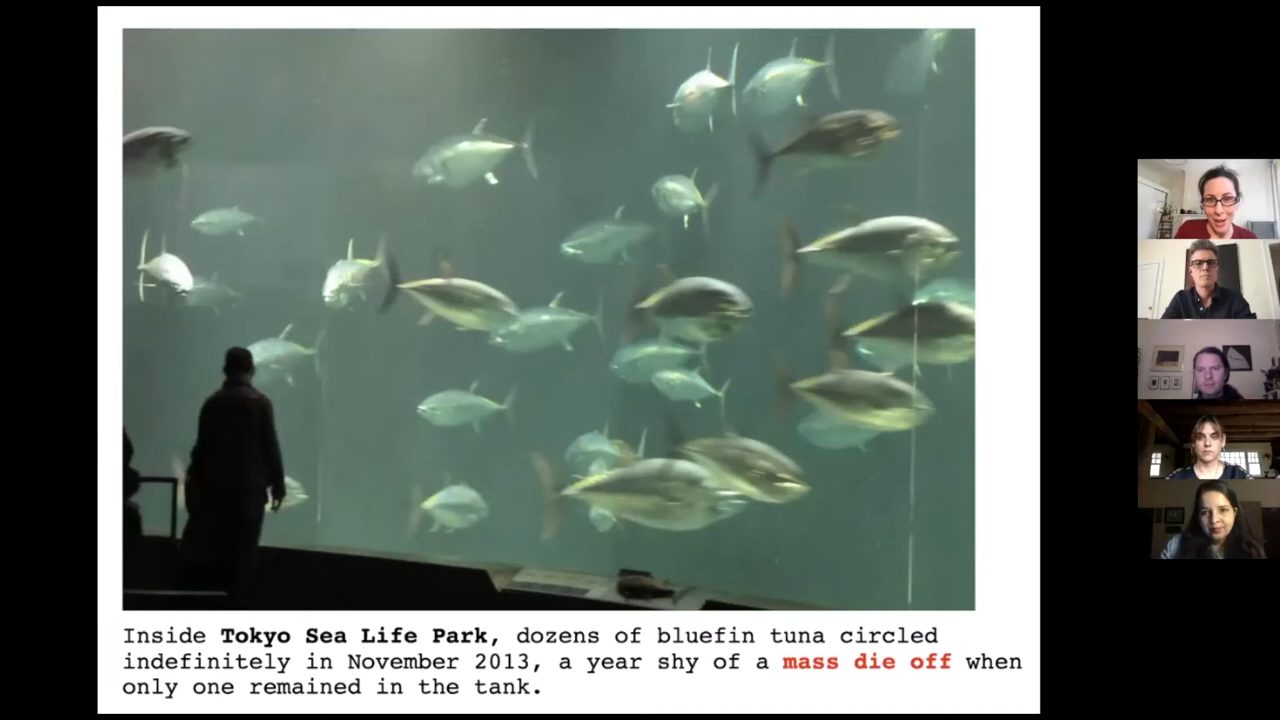 Inside Tokyo Sea Life Park, dozens of bluefin tuna circled
indefinitely in November 2013, a year shy of a mass die off when
only one remained in the tank.